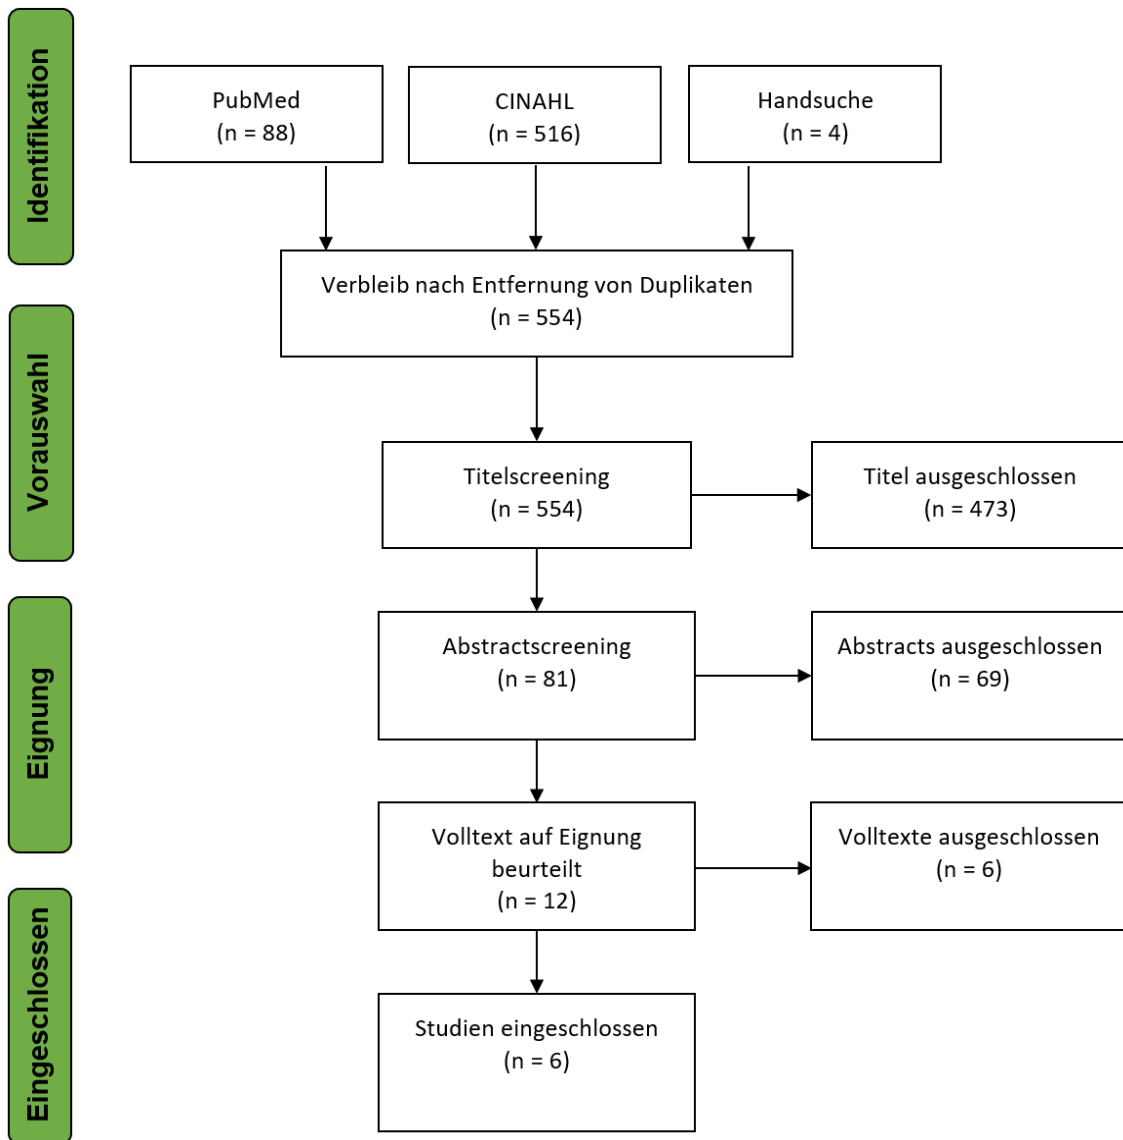 Identifikation
PubMed
(n = 88)
CINAHL
(n = 516)
Handsuche
(n = 4)
Verbleib nach Entfernung von Duplikaten
(n = 554)
Vorauswahl
Titelscreening
(n = 554)
Titel ausgeschlossen
(n = 473)
Eignung
Abstractscreening
(n = 81)
Abstracts ausgeschlossen
(n = 69)
Volltext auf Eignung
beurteilt
(n = 12)
Volltexte ausgeschlossen
(n = 6)
Eingeschlossen
Studien eingeschlossen
(n = 6)